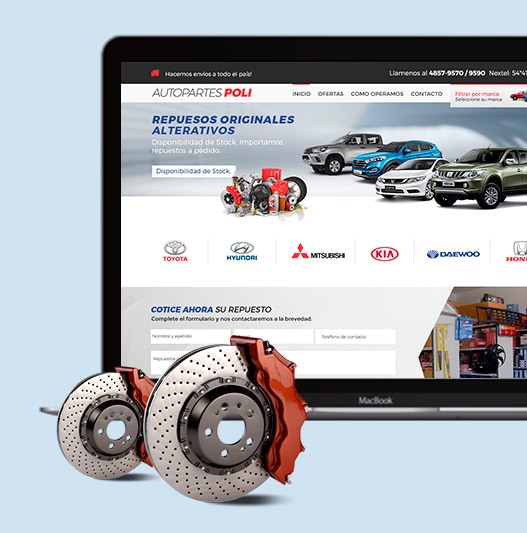 Hacemos envíos a todo el país!
Llamenos al 4857-9570 / 9590 Nextel: 54*
AUTOPARTES POLI
INICIO OFERTAS COMO OPERAMOS CONTACTO
Filtrar por marca
Seleccione su marca
REPUESOS ORIGINALES
ALTERATIVOS
Disponibilidad de Stock. Importamos
repuestos a pedido.
Disponibilidad de Stock.
TOYOTA HYUNDAI MITSUBISHI KIA DAEWOO HON
COTICE AHORA SU REPUESTO
Complete el formulario y nos contactaremos a la brevedad.
Nombre y apellido
Teléfono de contacto
Repuestos
MacBook